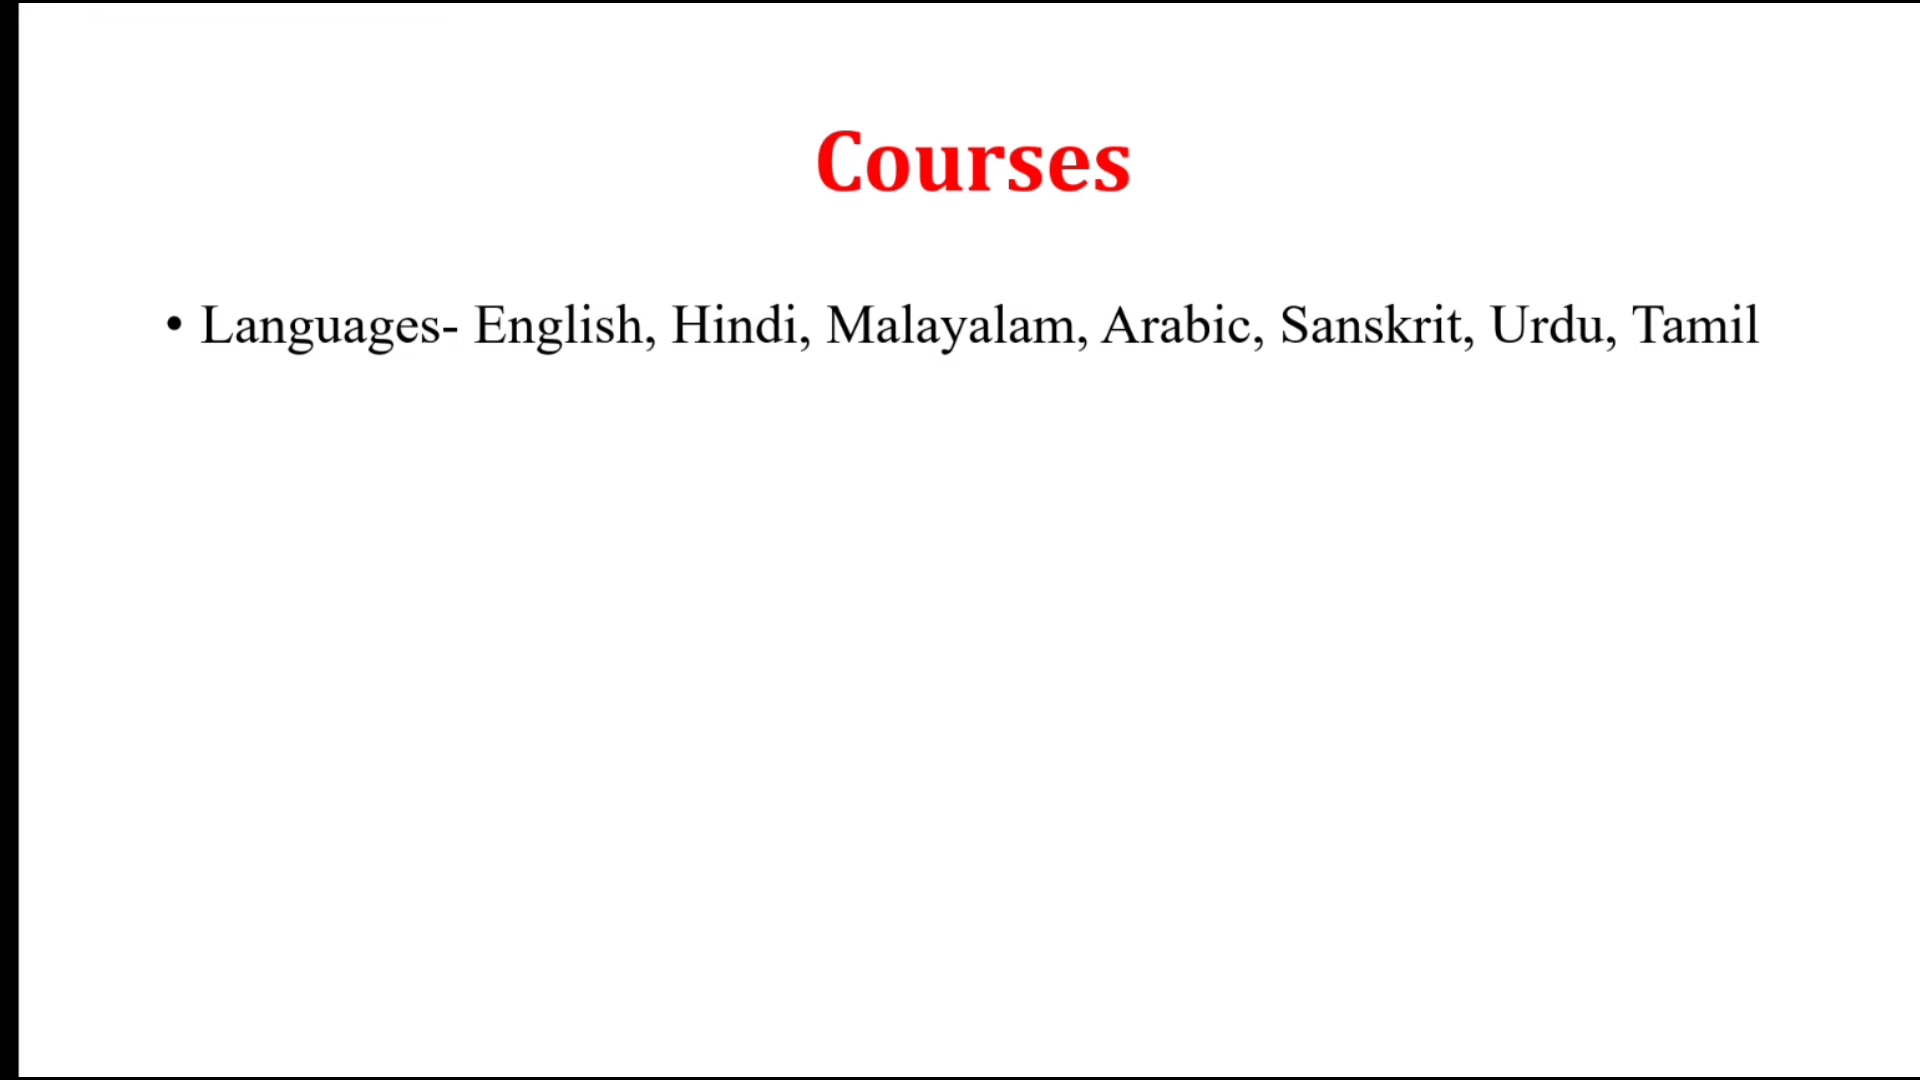 Courses
• Languages- English, Hindi, Malayalam, Arabic, Sanskrit, Urdu, Tamil